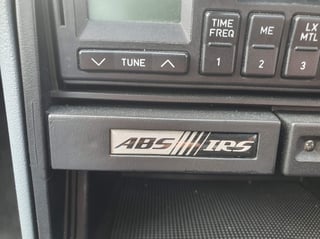 TIME
FREQ
ME
LX
MTL
TUNE
1
2
3
ABS IRS